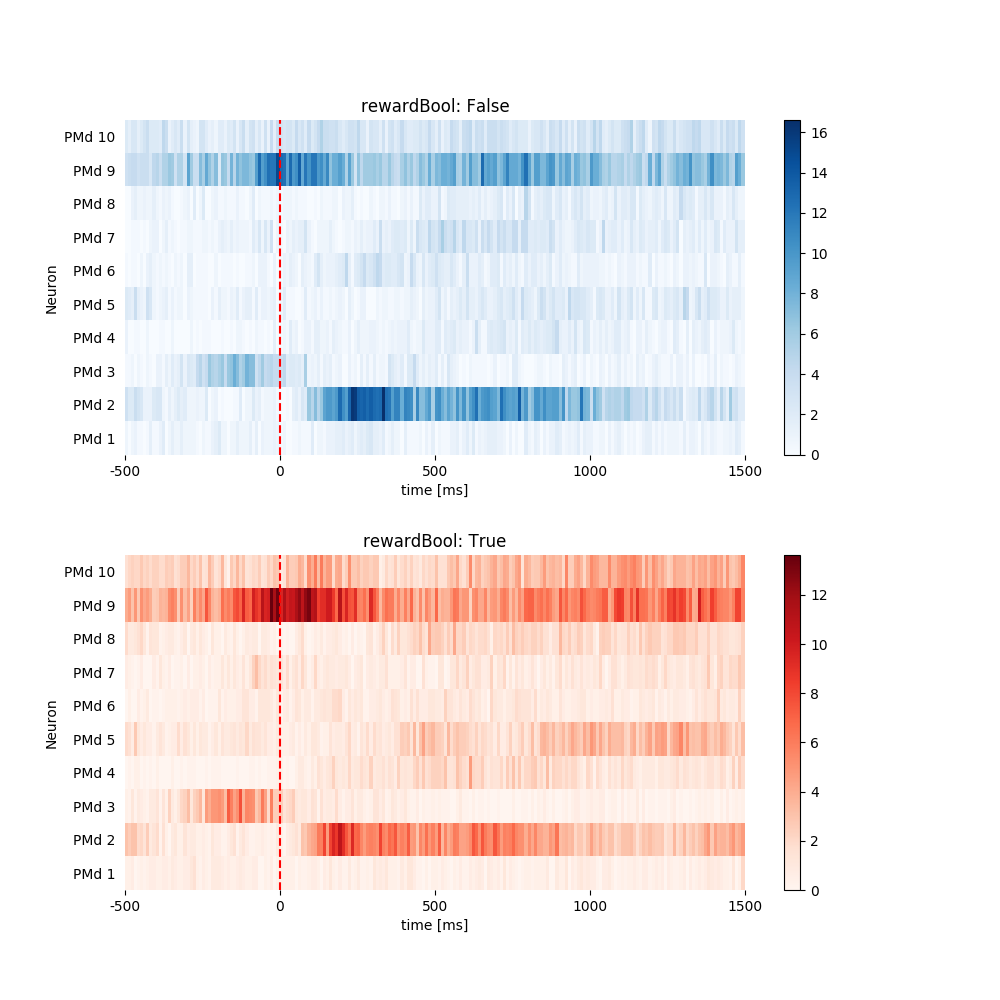 rewardBool: False
PMd 10
PMd 9
PMd 8
PMd 7
PMd 6
PMd 5
PMd 4
PMd 3
PMd 2
PMd 1
Neuron
-500 0 500 1000 1500
time [ms]
16
14
12
10
8
6
4
2
0
rewardBool: True
PMd 10
PMd 9
PMd 8
PMd 7
PMd 6
PMd 5
PMd 4
PMd 3
PMd 2
PMd 1
Neuron
-500 0 500 1000 1500
time [ms]
12
10
8
6
4
2
0